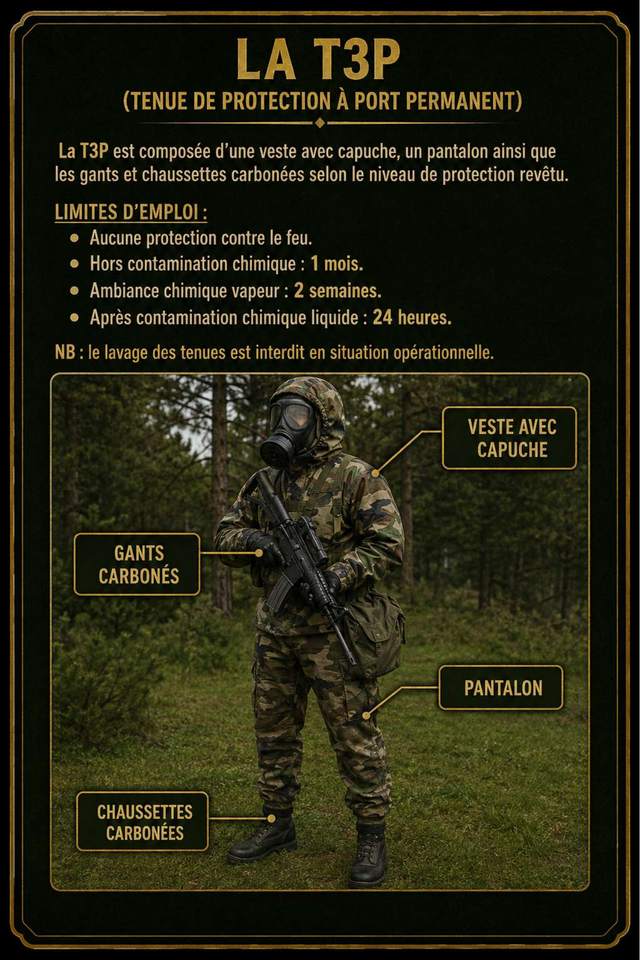 LA T3P
(TENUE DE PROTECTION À PORT PERMANENT)
La T3P est composée d'une veste avec capuche, un pantalon ainsi que
les gants et chaussettes carbonées selon le niveau de protection revêtu.
LIMITES D'EMPLOI :
• Aucune protection contre le feu.
• Hors contamination chimique : 1 mois.
• Ambiance chimique vapeur : 2 semaines.
• Après contamination chimique liquide : 24 heures.
NB : le lavage des tenues est interdit en situation opérationnelle.
VESTE AVEC
CAPUCHE
GANTS
CARBONÉS
PANTALON
CHAUSSETTES
CARBONÉES